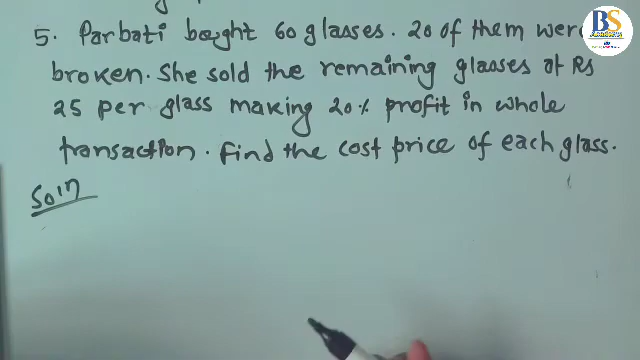 5. Parbati bought 60 glasses. 20 of them were
broken. She sold the remaining glasses at Rs
25 per glass making 20% profit in whole
transaction. Find the cost price of each glass.
Soln
BS